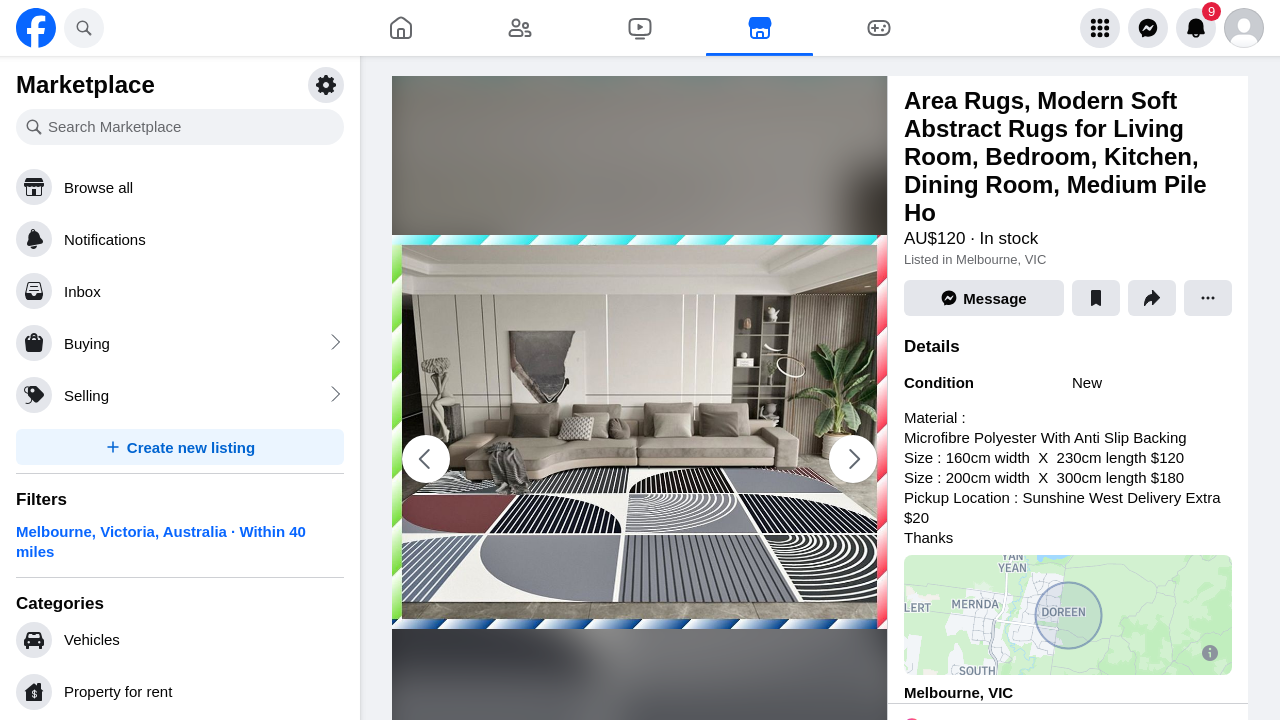 9
Marketplace
Search Marketplace
Browse all
Notifications
Inbox
Buying
Selling
Create new listing
Filters
Melbourne, Victoria, Australia · Within 40
miles
Categories
Vehicles
Property for rent
Area Rugs, Modern Soft
Abstract Rugs for Living
Room, Bedroom, Kitchen,
Dining Room, Medium Pile
Ho
AU$120 · In stock
Listed in Melbourne, VIC
Message
Details
Condition New
Material :
Microfibre Polyester With Anti Slip Backing
Size : 160cm width X 230cm length $120
Size : 200cm width X 300cm length $180
Pickup Location : Sunshine West Delivery Extra
$20
Thanks
YAN
YEAN
LERT
MERNDA
DOREEN
SOUTH
Melbourne, VIC